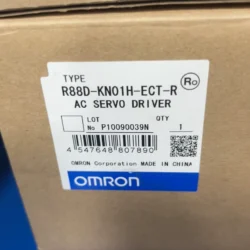 TYPE
R88D-KN01H-ECT-R
AC SERVO DRIVER
Ro
LOT QTY
No P10090039N 1
4 547648 807890
OMRON Corporation MADE IN CHINA
OMRON